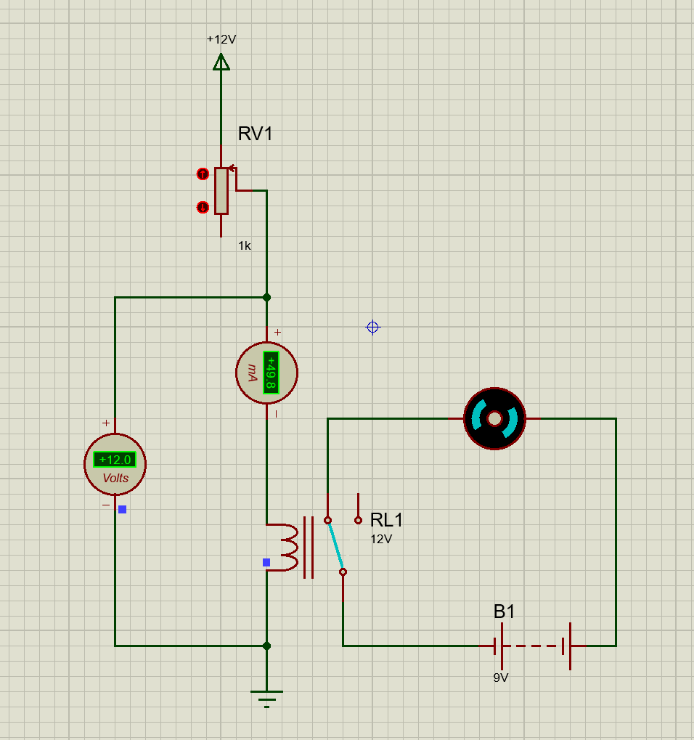 +12V
RV1
1k
+
+49.8
mA
−
+
+12.0
Volts
−
RL1
12V
B1
9V